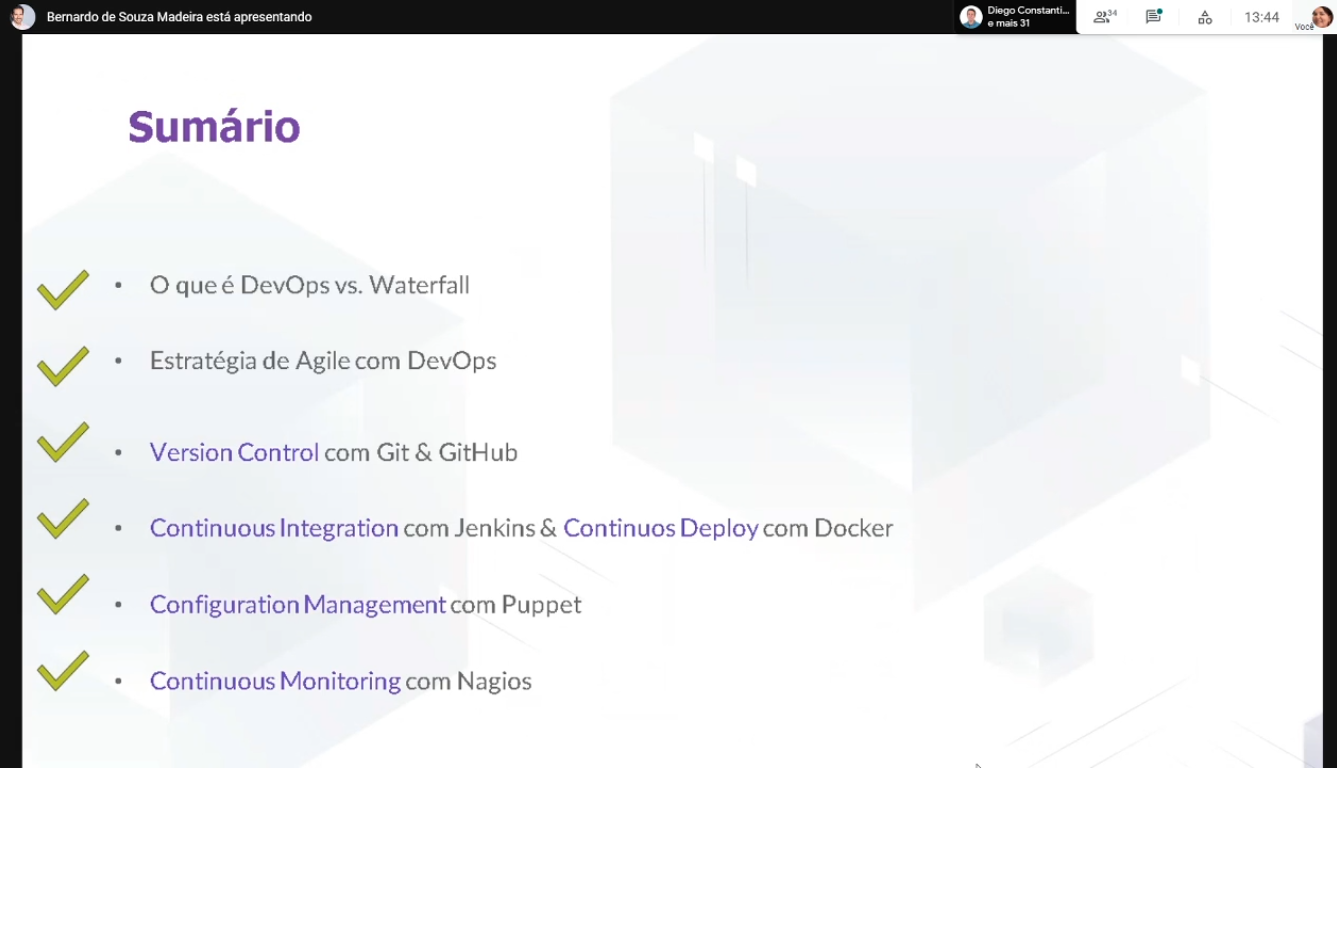 Bernardo de Souza Madeira está apresentando
Diego Constanti...
e mais 31
34
13:44
Você
Sumário
• O que é DevOps vs. Waterfall
• Estratégia de Agile com DevOps
• Version Control com Git & GitHub
• Continuous Integration com Jenkins & Continuos Deploy com Docker
• Configuration Management com Puppet
• Continuous Monitoring com Nagios